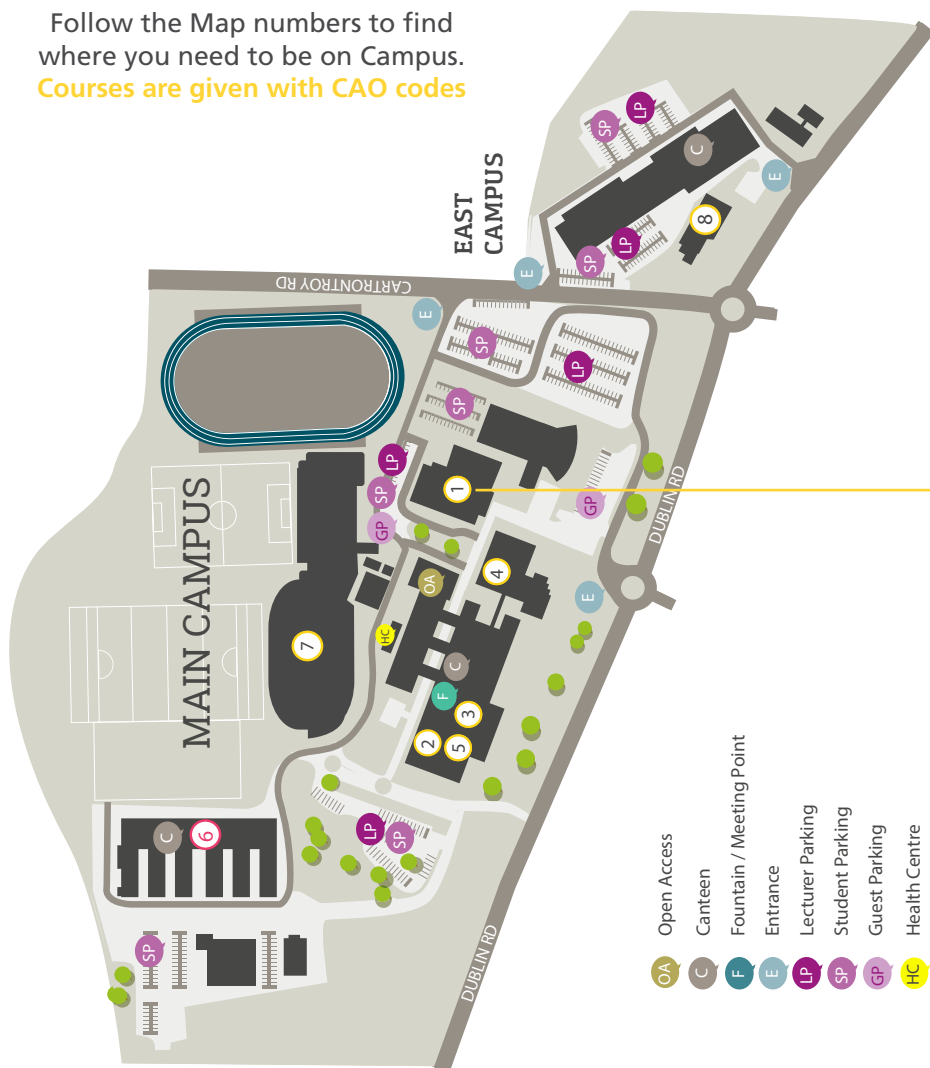 Follow the Map numbers to find
where you need to be on Campus.
Courses are given with CAO codes
EAST
CAMPUS
SP
LP
C
E
8
LP
SP
E
CARTRONTROY RD
E
SP
LP
SP
MAIN CAMPUS
LP
SP
GP
1
GP
DUBLIN RD
OA
4
E
HC
7
C
F
3
2
5
C
6
LP
SP
SP
DUBLIN RD
OA Open Access
C Canteen
F Fountain / Meeting Point
E Entrance
LP Lecturer Parking
SP Student Parking
GP Guest Parking
HC Health Centre